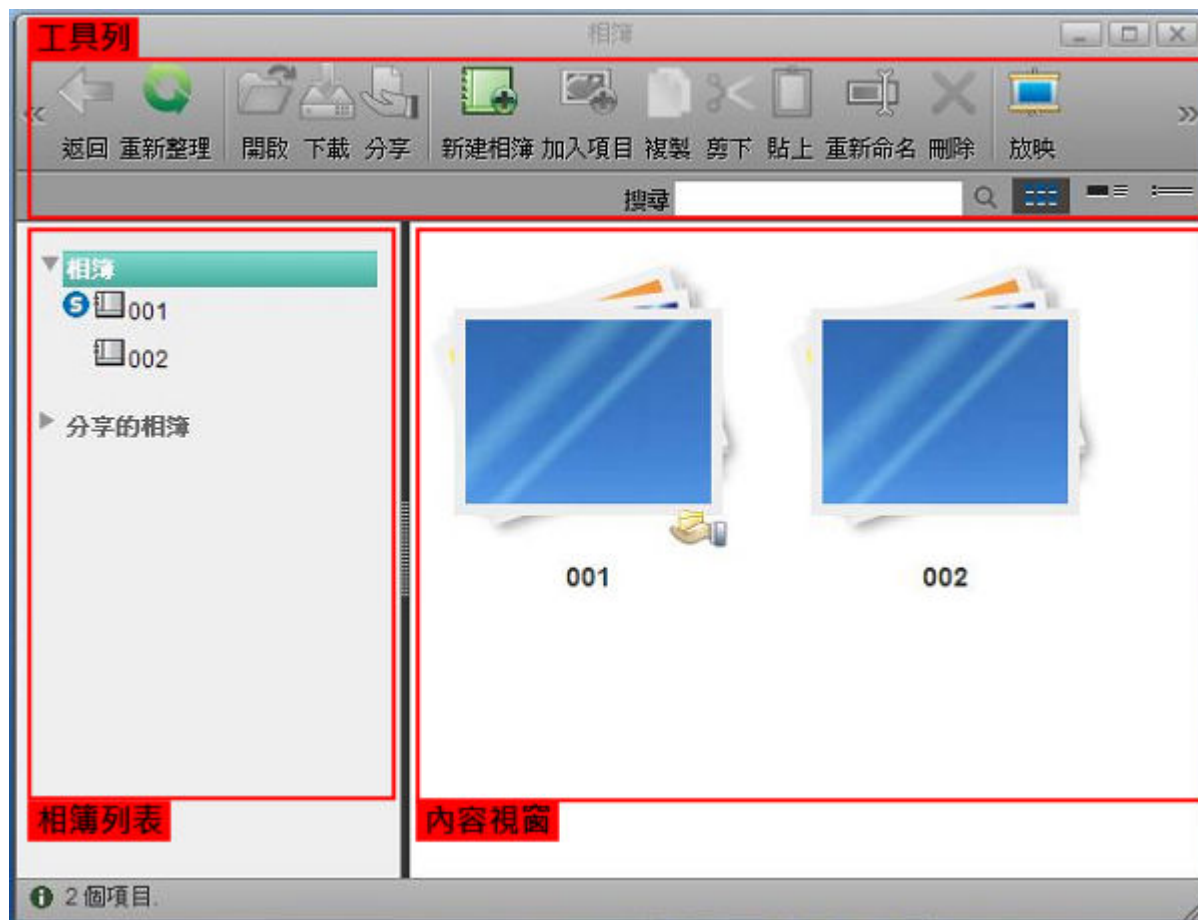 工具列
相簿
返回 重新整理 開啟 下載 分享 新建相簿 加入項目 複製 剪下 貼上 重新命名 刪除 放映
搜尋
相簿
001
002
分享的相簿
001 002
相簿列表 內容視窗
2 個項目.